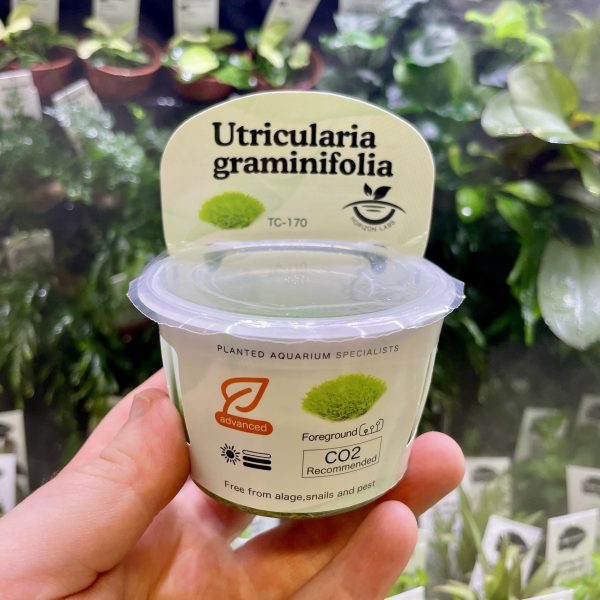 Utricularia
graminifolia
TC-170
HORIZON LABS
PLANTED AQUARIUM SPECIALISTS
advanced
Foreground
CO2
Recommended
Free from alage,snails and pest